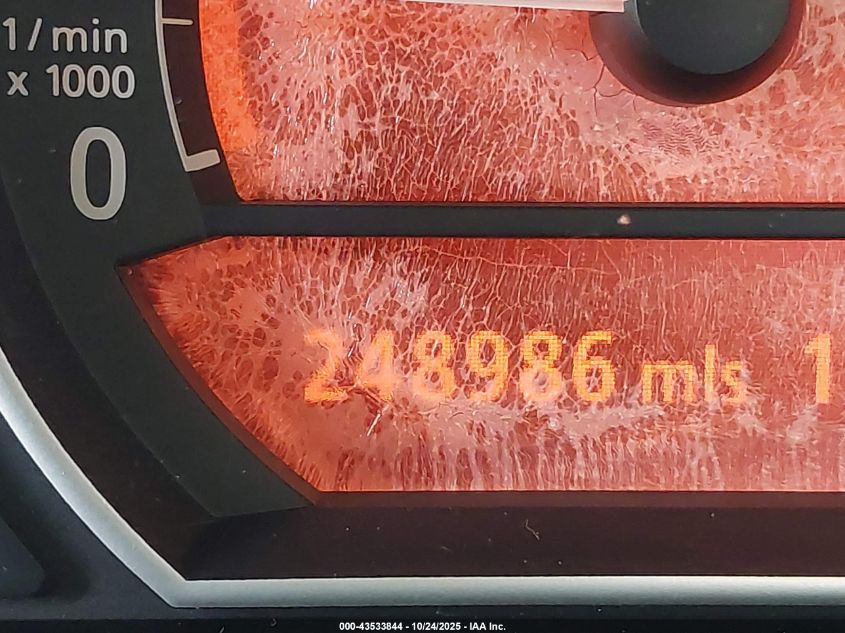 1/min
x 1000
0
248986 mls 1
000-43533844 - 10/24/2025 - IAA Inc.